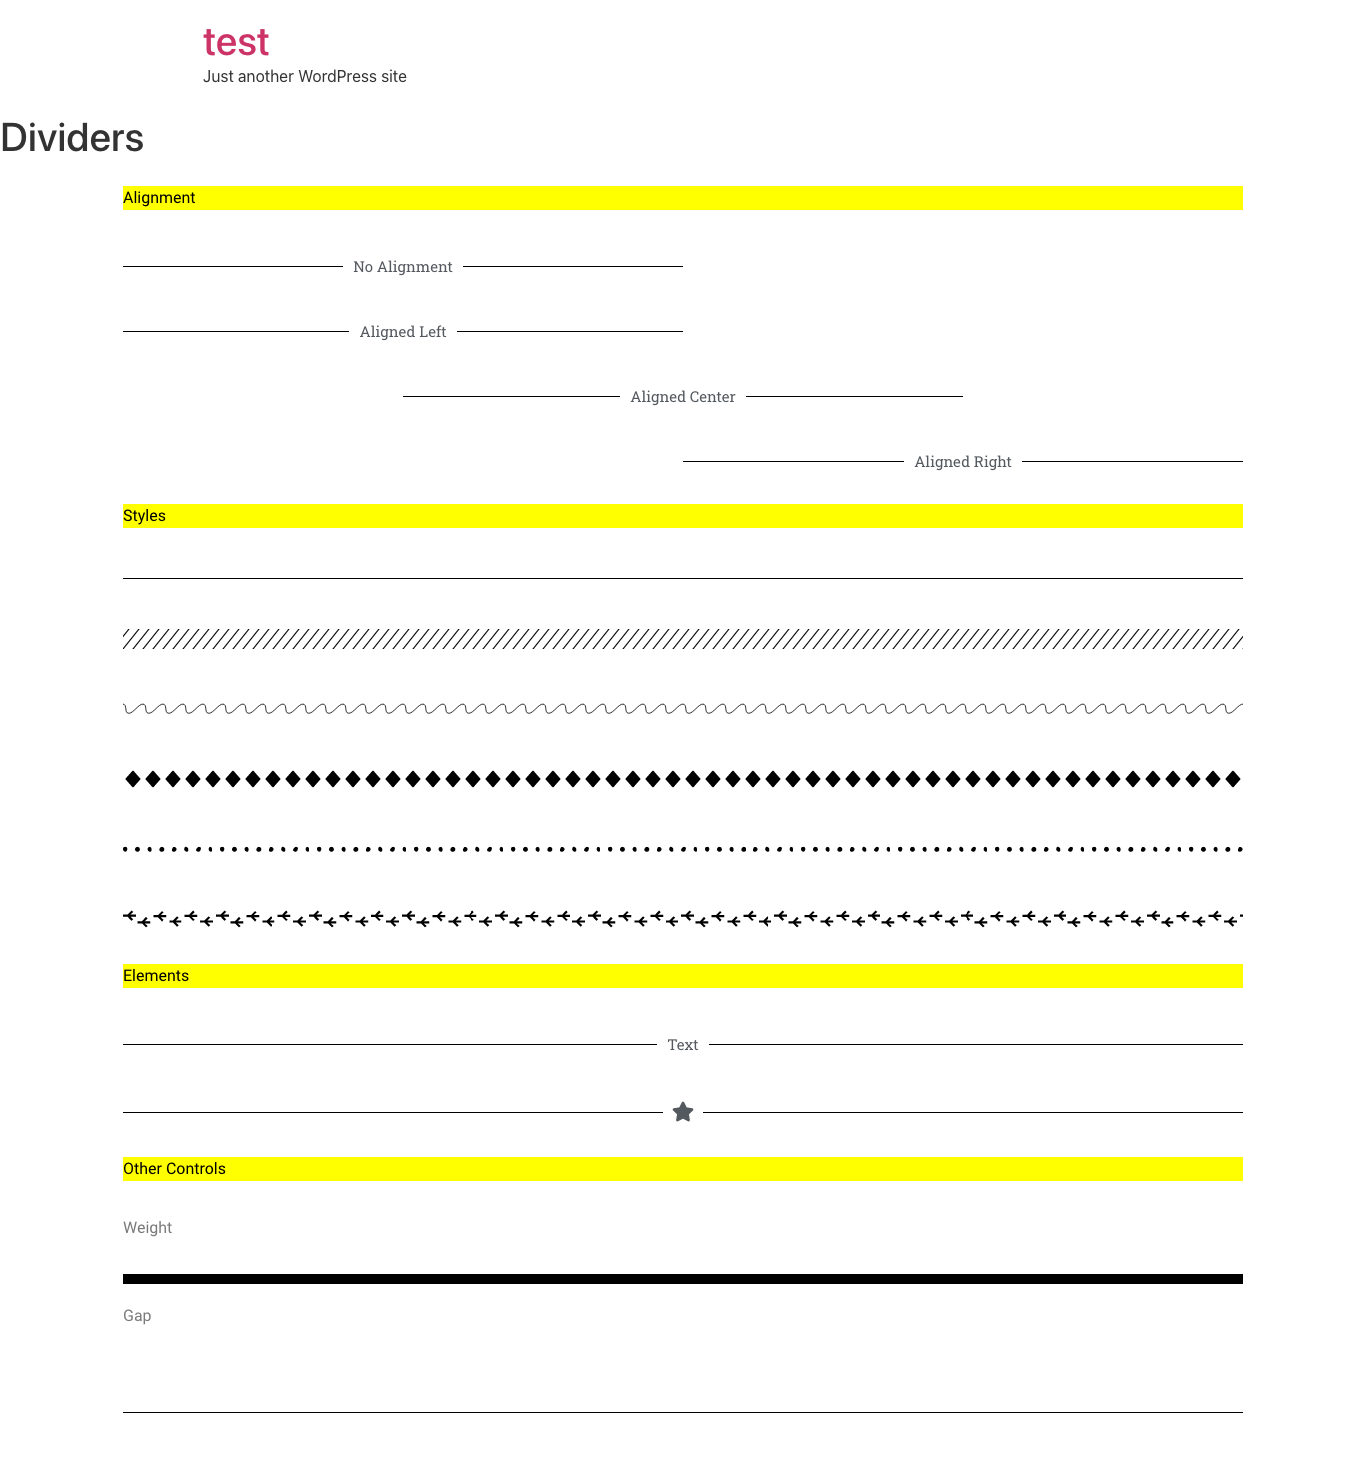 test
Just another WordPress site
Dividers
Alignment
No Alignment
Aligned Left
Aligned Center
Aligned Right
Styles
Elements
Text
Other Controls
Weight
Gap